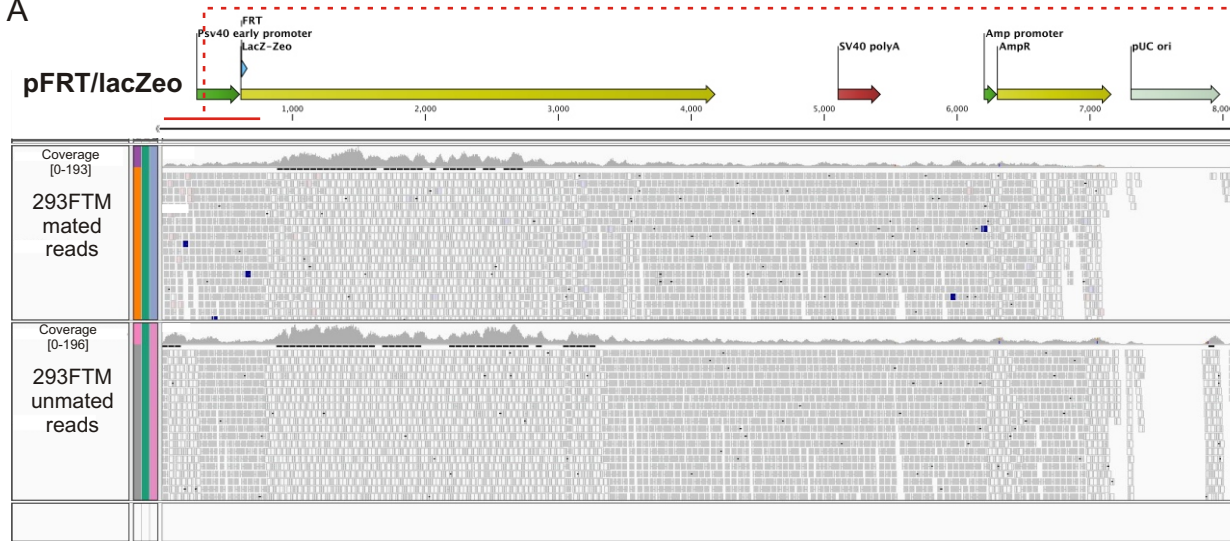 A
FRT
Psv40 early promoter
LacZ-Zeo
SV40 polyA
Amp promoter
AmpR
pUC ori
pFRT/lacZeo
1,000
2,000
3,000
4,000
5,000
6,000
7,000
8,00
Coverage
[0-193]
293FTM
mated
reads
Coverage
[0-196]
293FTM
unmated
reads